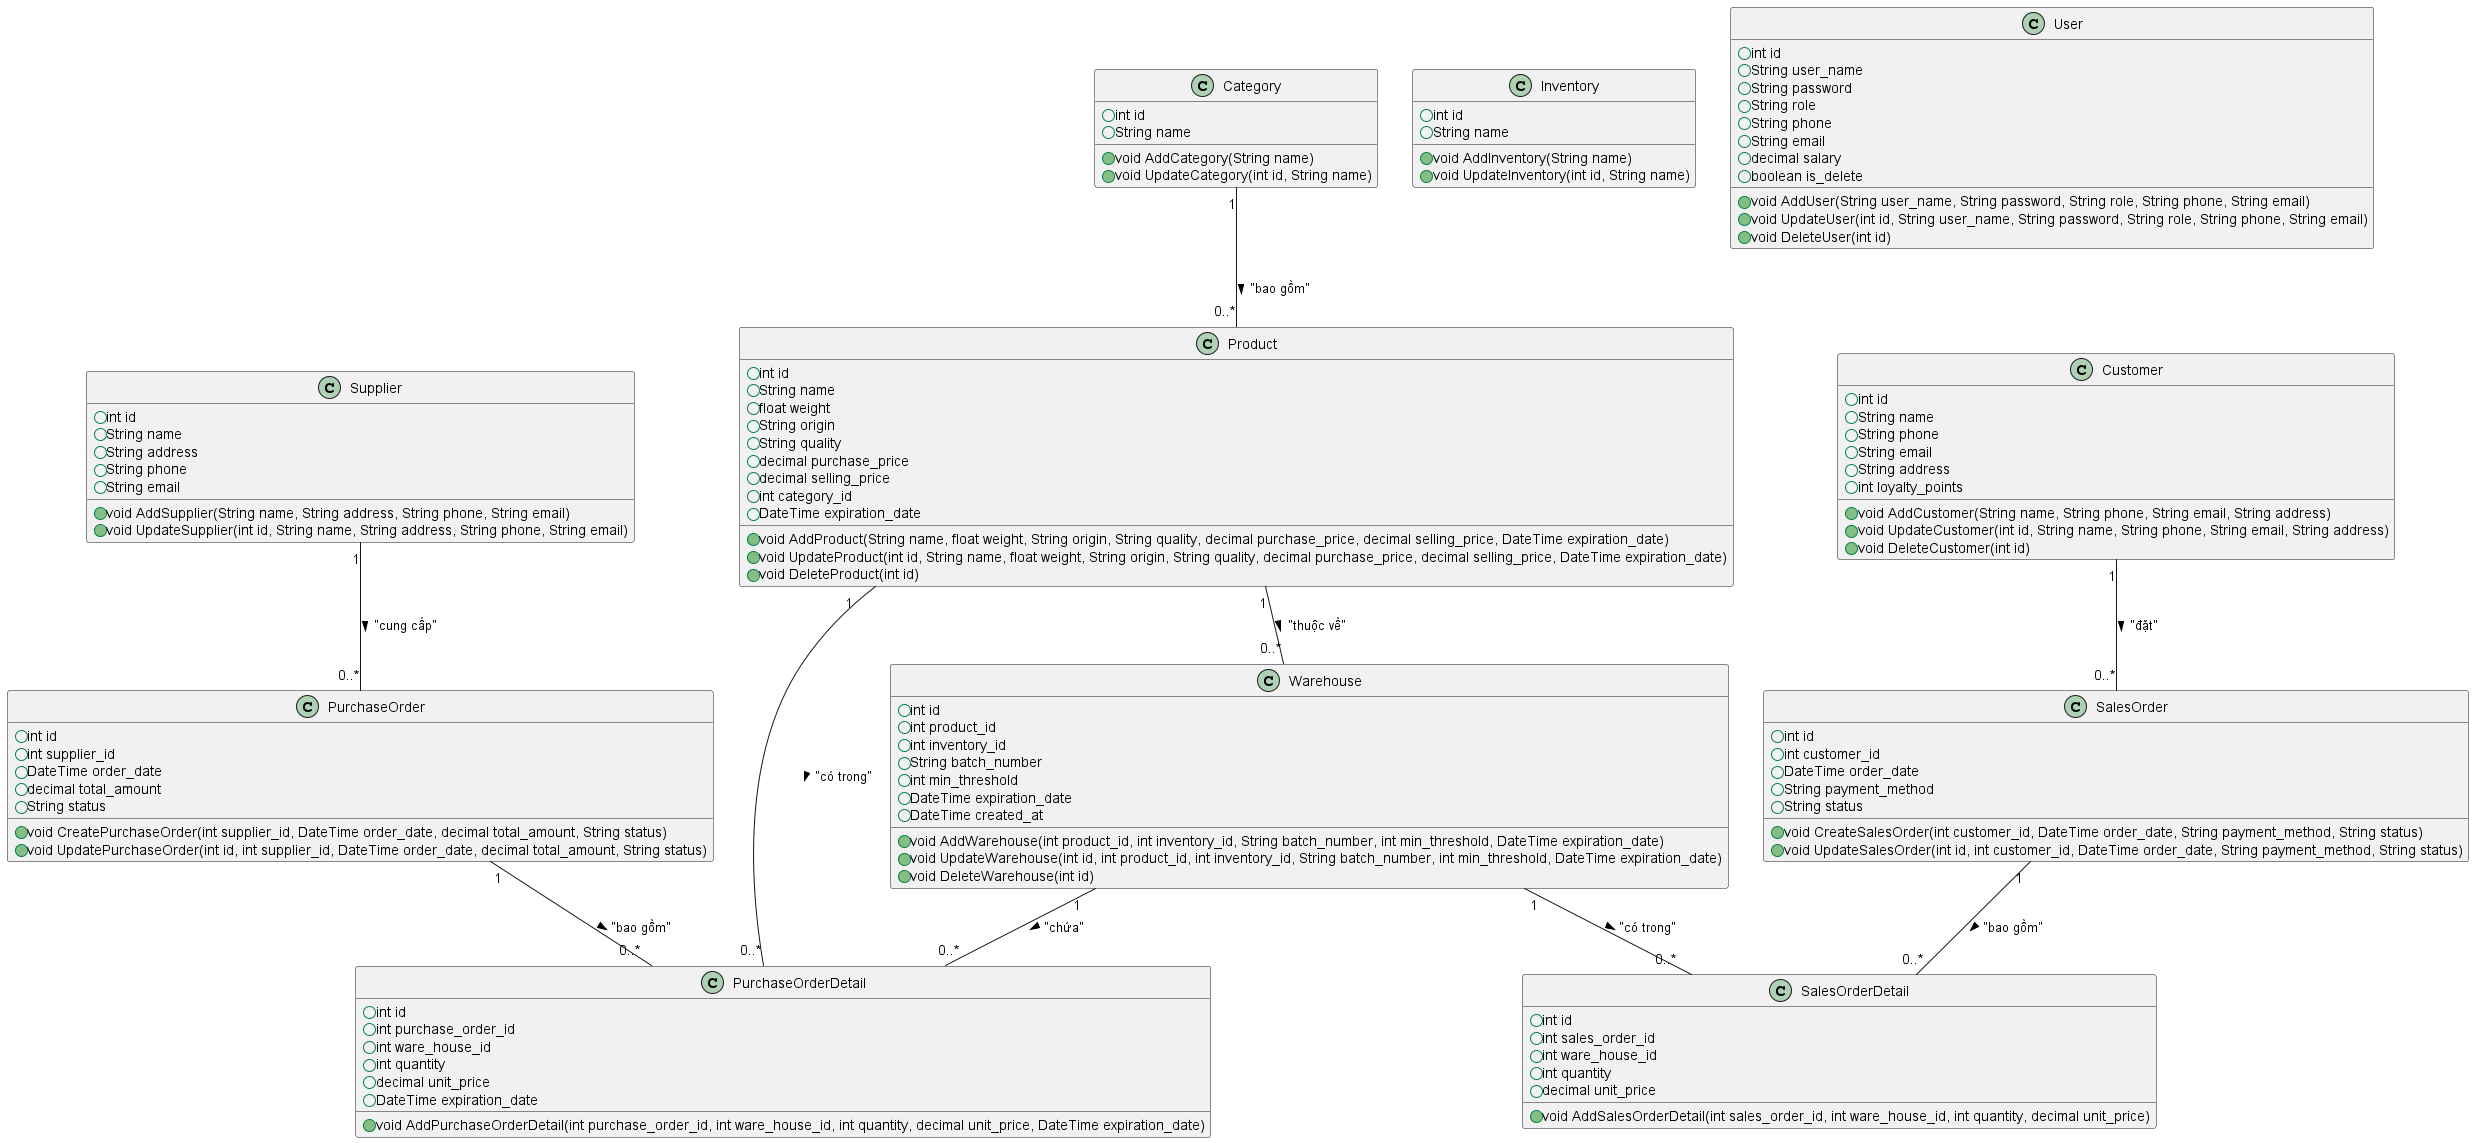 C User
int id
String user_name
String password
String role
String phone
String email
decimal salary
boolean is_delete
void AddUser(String user_name, String password, String role, String phone, String email)
void UpdateUser(int id, String user_name, String password, String role, String phone, String email)
void DeleteUser(int id)
C Category
int id
String name
void AddCategory(String name)
void UpdateCategory(int id, String name)
C Inventory
int id
String name
void AddInventory(String name)
void UpdateInventory(int id, String name)
1
"bao gồm"
0..*
C Product
int id
String name
float weight
String origin
String quality
decimal purchase_price
decimal selling_price
int category_id
DateTime expiration_date
void AddProduct(String name, float weight, String origin, String quality, decimal purchase_price, decimal selling_price, DateTime expiration_date)
void UpdateProduct(int id, String name, float weight, String origin, String quality, decimal purchase_price, decimal selling_price, DateTime expiration_date)
void DeleteProduct(int id)
C Supplier
int id
String name
String address
String phone
String email
void AddSupplier(String name, String address, String phone, String email)
void UpdateSupplier(int id, String name, String address, String phone, String email)
C Customer
int id
String name
String phone
String email
String address
int loyalty_points
void AddCustomer(String name, String phone, String email, String address)
void UpdateCustomer(int id, String name, String phone, String email, String address)
void DeleteCustomer(int id)
1
"cung cấp"
0..*
1
"có trong"
0..*
1
"thuộc về"
0..*
1
"đặt"
0..*
C PurchaseOrder
int id
int supplier_id
DateTime order_date
decimal total_amount
String status
void CreatePurchaseOrder(int supplier_id, DateTime order_date, decimal total_amount, String status)
void UpdatePurchaseOrder(int id, int supplier_id, DateTime order_date, decimal total_amount, String status)
C Warehouse
int id
int product_id
int inventory_id
String batch_number
int min_threshold
DateTime expiration_date
DateTime created_at
void AddWarehouse(int product_id, int inventory_id, String batch_number, int min_threshold, DateTime expiration_date)
void UpdateWarehouse(int id, int product_id, int inventory_id, String batch_number, int min_threshold, DateTime expiration_date)
void DeleteWarehouse(int id)
C SalesOrder
int id
int customer_id
DateTime order_date
String payment_method
String status
void CreateSalesOrder(int customer_id, DateTime order_date, String payment_method, String status)
void UpdateSalesOrder(int id, int customer_id, DateTime order_date, String payment_method, String status)
1
"bao gồm"
0..*
1
"chứa"
0..*
1
"có trong"
0..*
1
"bao gồm"
0..*
C PurchaseOrderDetail
int id
int purchase_order_id
int ware_house_id
int quantity
decimal unit_price
DateTime expiration_date
void AddPurchaseOrderDetail(int purchase_order_id, int ware_house_id, int quantity, decimal unit_price, DateTime expiration_date)
C SalesOrderDetail
int id
int sales_order_id
int ware_house_id
int quantity
decimal unit_price
void AddSalesOrderDetail(int sales_order_id, int ware_house_id, int quantity, decimal unit_price)